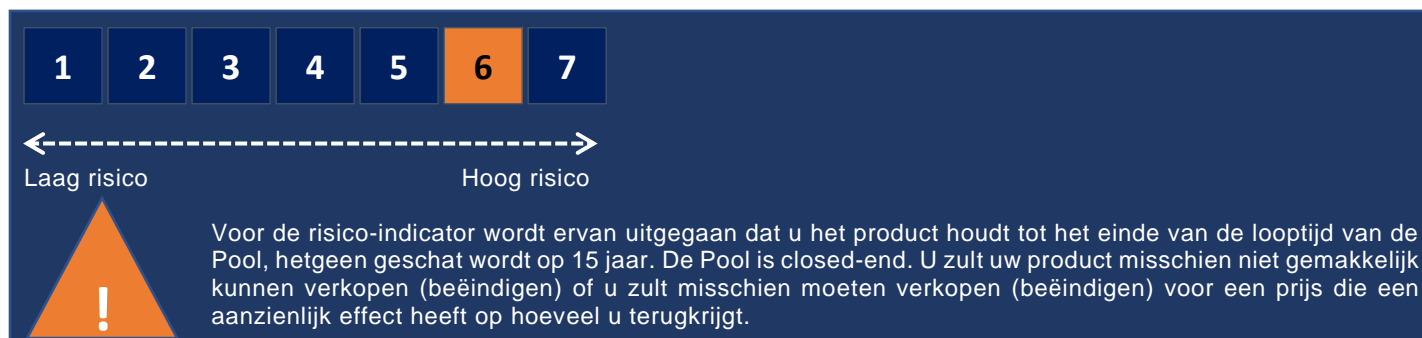 1 2 3 4 5 6 7
Laag risico Hoog risico
Voor de risico-indicator wordt ervan uitgegaan dat u het product houdt tot het einde van de looptijd van de
Pool, hetgeen geschat wordt op 15 jaar. De Pool is closed-end. U zult uw product misschien niet gemakkelijk
kunnen verkopen (beëindigen) of u zult misschien moeten verkopen (beëindigen) voor een prijs die een
aanzienlijk effect heeft op hoeveel u terugkrijgt.
!